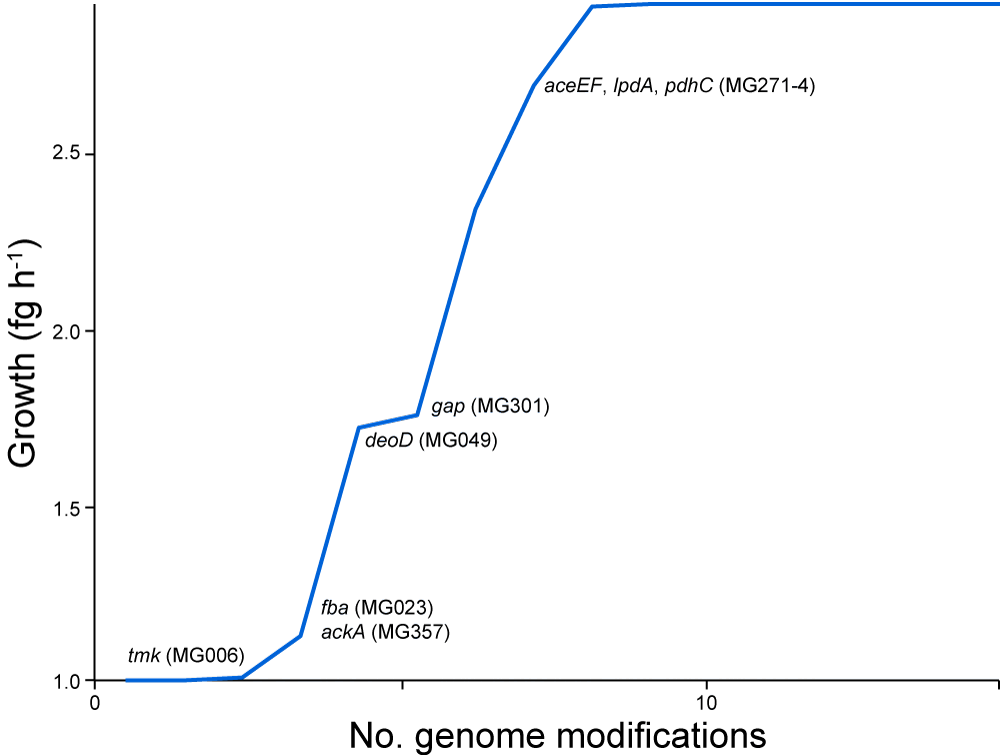 aceEF, lpdA, pdhC (MG271-4)
2.5
Growth (fg h-1)
2.0
gap (MG301)
deoD (MG049)
1.5
fba (MG023)
ackA (MG357)
tmk (MG006)
1.0
0
10
No. genome modifications